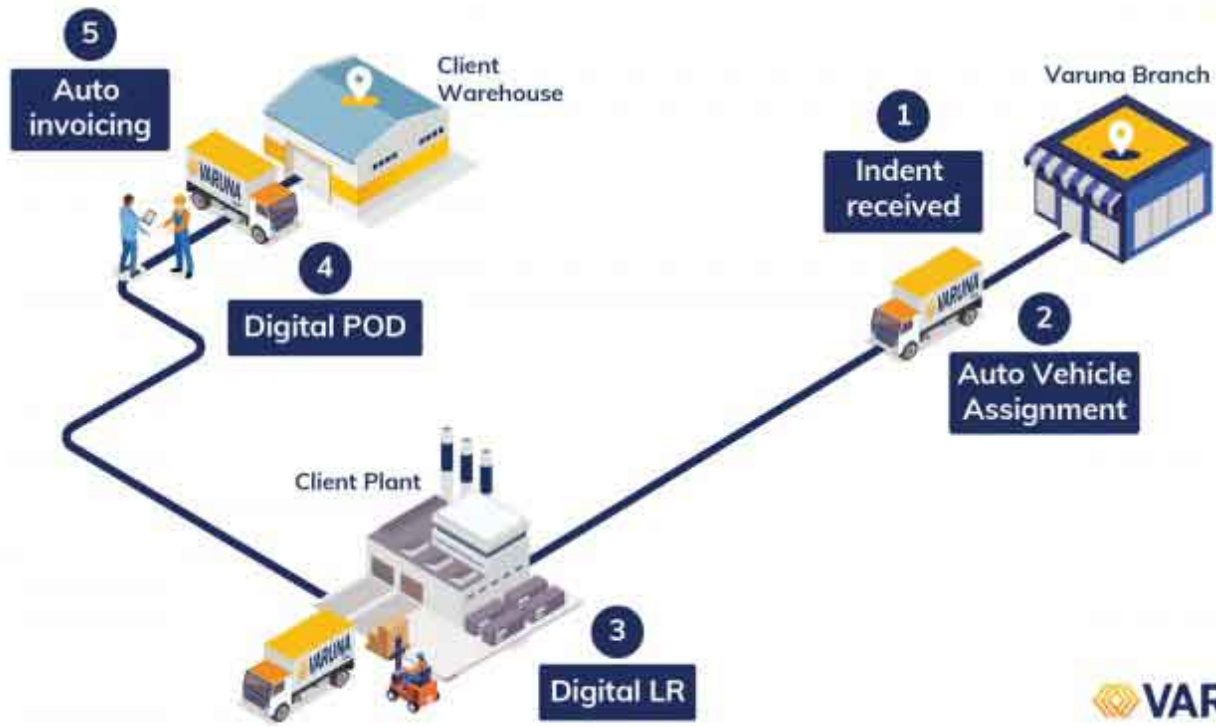 5
Auto
invoicing
Client
Warehouse
Varuna Branch
1
Indent
received
VARUNA
4
Digital POD
VARUNA
2
Auto Vehicle
Assignment
Client Plant
VARUNA
3
Digital LR
VAR